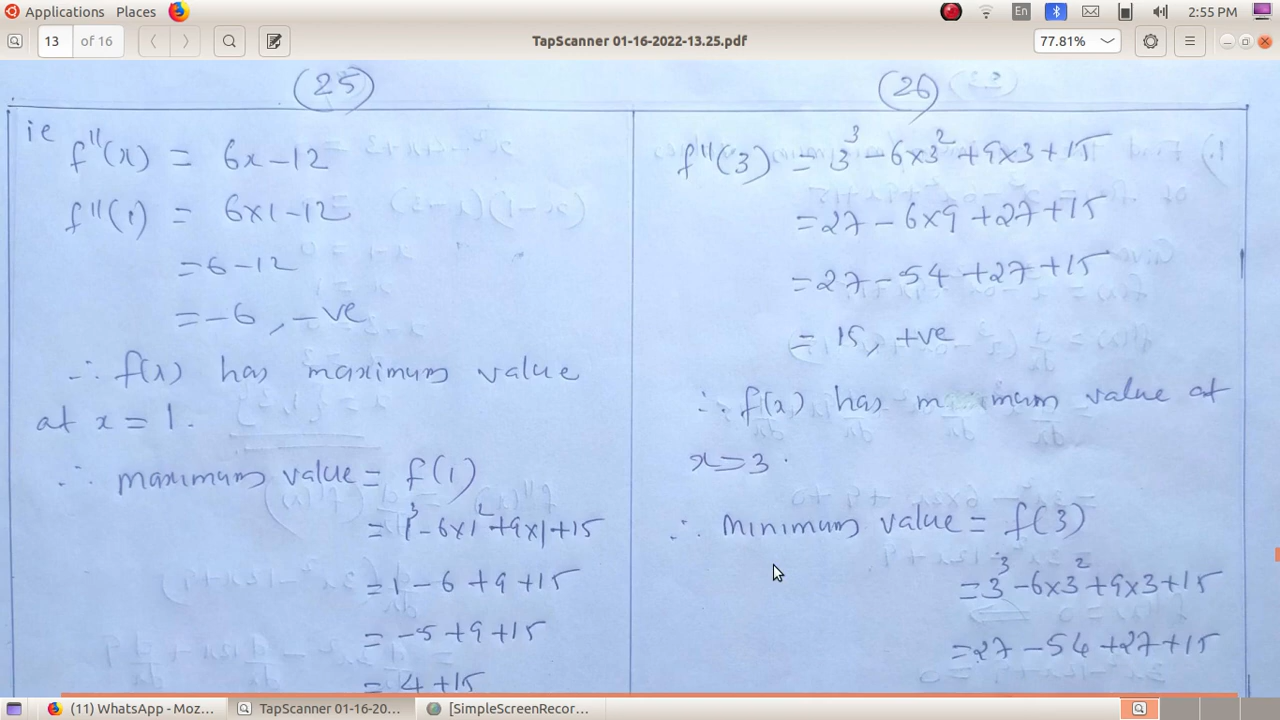 Applications Places En 2:55 PM
13 of 16 TapScanner 01-16-2022-13.25.pdf 77.81%
(25)
ie f''(x) = 6x-12
f''(1) = 6x1-12
=6-12
=-6, -ve
∴ f(x) has maximum value
at x = 1.
∴ maximum value = f(1)
= 1³-6x1²+9x1+15
=1-6+9+15
= -5+9+15
= 4+15
(26)
f''(3) = 3³-6x3²+9x3+15
=27-6x9+27+15
=27-54+27+15
= 15, +ve
∴ f(x) has minimum value at
x=3.
∴ minimum value = f(3)
=3³-6x3²+9x3+15
=27-54+27+15
(11) WhatsApp - Moz... TapScanner 01-16-20... [SimpleScreenRecor...